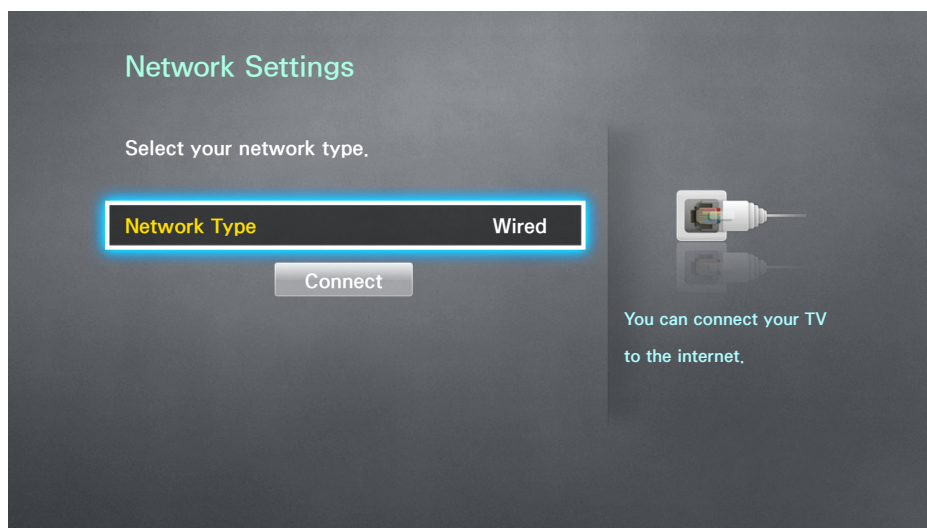 Network Settings
Select your network type.
Network Type Wired
Connect
You can connect your TV
to the internet.